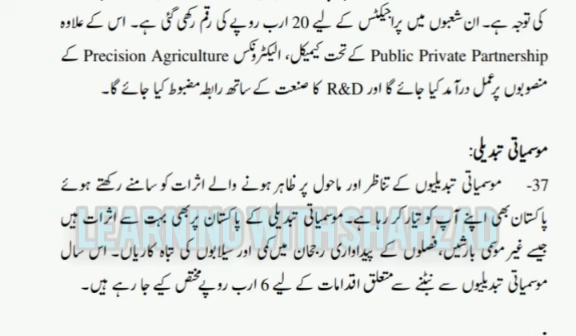 کی توجہ ہے۔ ان شعبوں میں پراجیکٹس کے لیے 20 ارب روپے کی رقم رکھی گئی ہے۔ اس کے علاوہ
Public Private Partnership کے تحت کیمیکل، الیکٹرونکس Precision Agriculture کے
منصوبوں پر عمل درآمد کیا جائے گا اور R&D کا صنعت کے ساتھ رابطہ مضبوط کیا جائے گا۔
موسمیاتی تبدیلی:
37- موسمیاتی تبدیلیوں کے تناظر اور ماحول پر ظاہر ہونے والے اثرات کو سامنے رکھتے ہوئے
پاکستان بھی اپنے آپ کو تیار کر رہا ہے۔ موسمیاتی تبدیلی کے پاکستان پر بھی بہت سے اثرات ہیں
LEARNING WITH SHAHZAD
جیسے غیر موسمی بارشیں، فصلوں کے پیداواری رجحان میں کمی اور سیلابوں کی تباہ کاریاں۔ اس سال
موسمیاتی تبدیلیوں سے نبٹنے سے متعلق اقدامات کے لیے 6 ارب روپے مختص کیے جا رہے ہیں۔